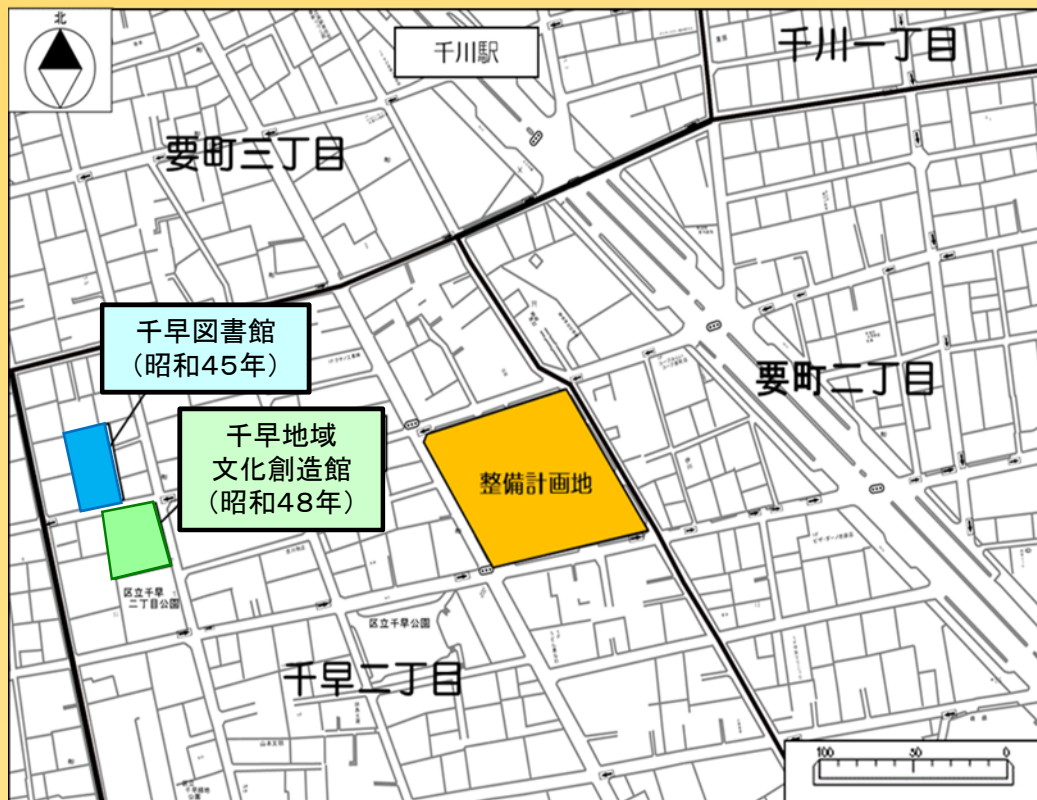 北
千川駅
千川一丁目
要町三丁目
千早図書館
（昭和45年）
要町二丁目
千早地域
文化創造館
（昭和48年）
整備計画地
区立千早
二丁目公園
区立千早公園
千早二丁目
100 50 0